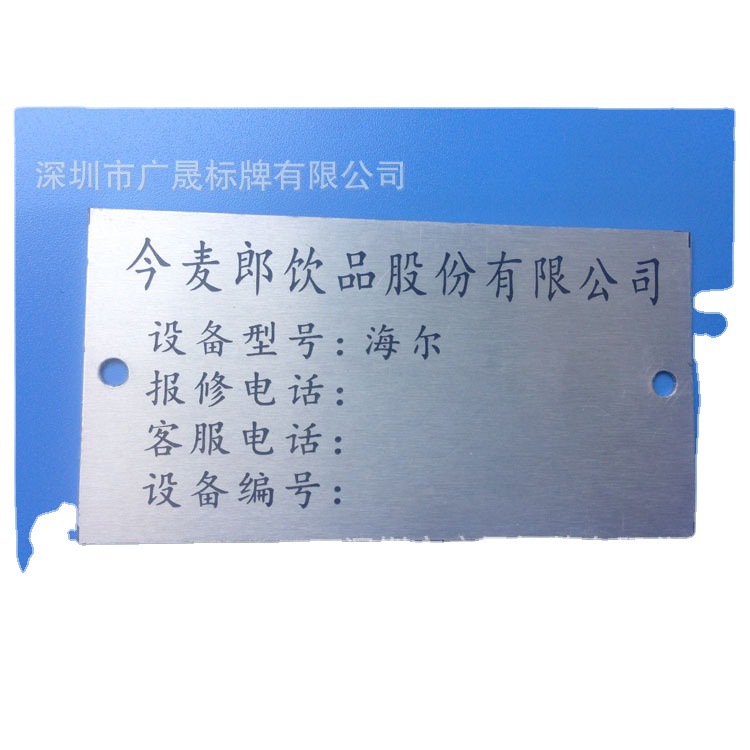 深圳市广晟标牌有限公司
今麦郎饮品股份有限公司
设备型号:海尔
报修电话:
客服电话:
设备编号: